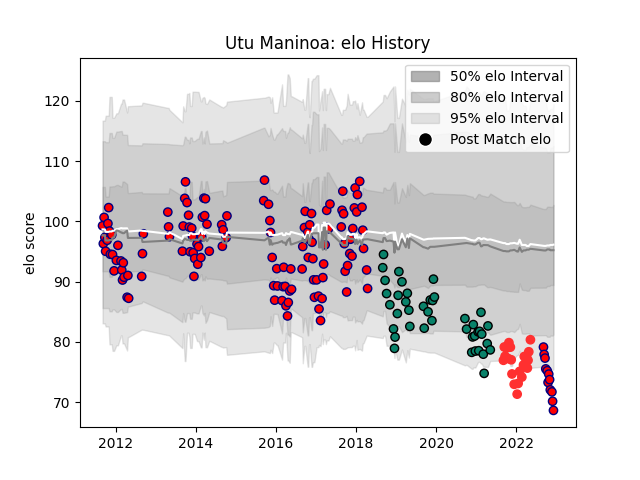 Utu Maninoa: elo History
50% elo Interval
80% elo Interval
95% elo Interval
Post Match elo
elo score
120
110
100
90
80
70
2012
2014
2016
2018
2020
2022